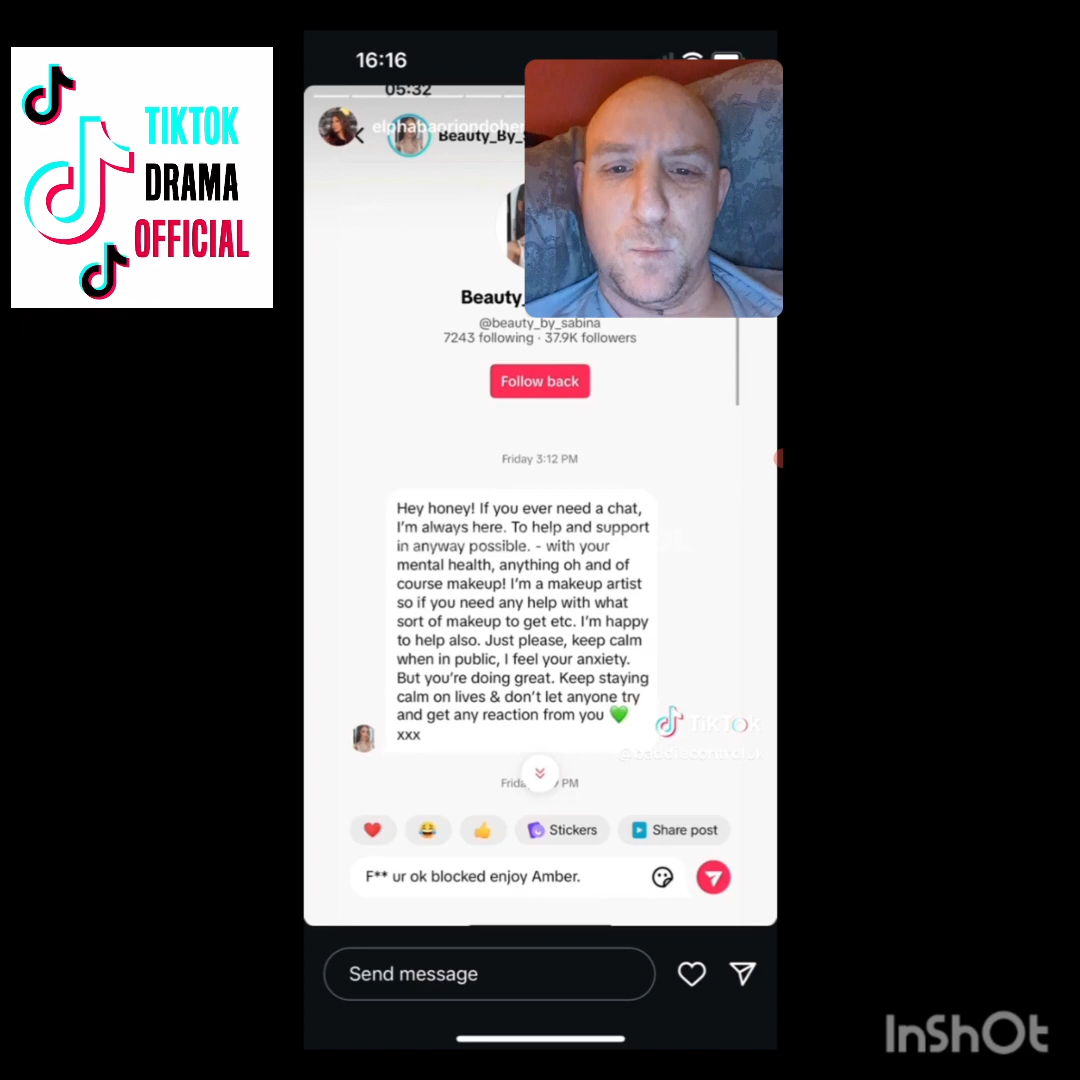 TIKTOK
DRAMA
OFFICIAL
16:16
05:32
Beauty_By_
Beauty_
@beauty_by_sabina
7243 following · 37.9K followers
Follow back
Friday 3:12 PM
Hey honey! If you ever need a chat,
I'm always here. To help and support
in anyway possible. - with your
mental health, anything oh and of
course makeup! I'm a makeup artist
so if you need any help with what
sort of makeup to get etc. I'm happy
to help also. Just please, keep calm
when in public, I feel your anxiety.
But you're doing great. Keep staying
calm on lives & don't let anyone try
and get any reaction from you 💚
xxx
TikTok
PM
Stickers
Share post
F** ur ok blocked enjoy Amber.
Send message
InShOt